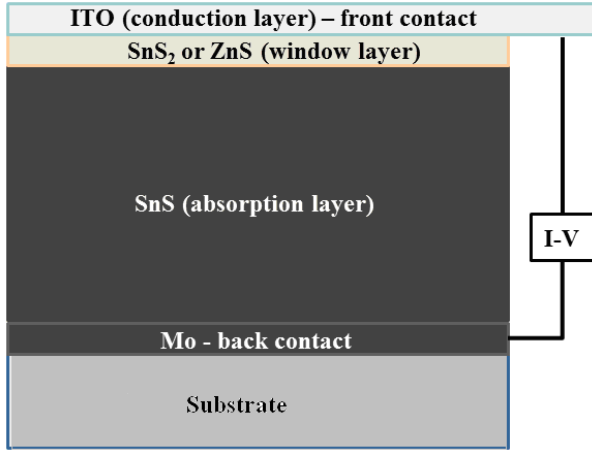 ITO (conduction layer) – front contact
SnS₂ or ZnS (window layer)
SnS (absorption layer)
I-V
Mo - back contact
Substrate